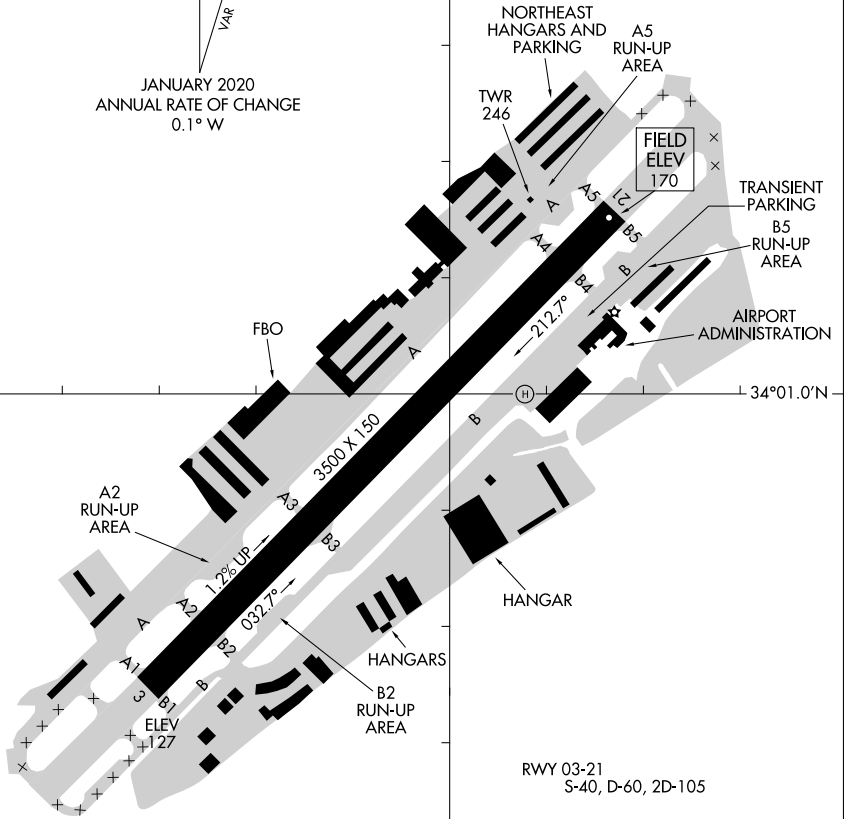 VAR
JANUARY 2020
ANNUAL RATE OF CHANGE
0.1° W
NORTHEAST
HANGARS AND
PARKING
A5
RUN-UP
AREA
TWR
246
FIELD
ELEV
170
A
A5
21
TRANSIENT
PARKING
B5
B5
RUN-UP
AREA
A4
B
B4
212.7°
AIRPORT
ADMINISTRATION
FBO
A
H
34°01.0'N
B
3500 X 150
A2
RUN-UP
AREA
A3
B3
1.2% UP
032.7°
HANGAR
A
A2
B2
HANGARS
A1
B
3
B1
B2
RUN-UP
AREA
ELEV
127
RWY 03-21
S-40, D-60, 2D-105